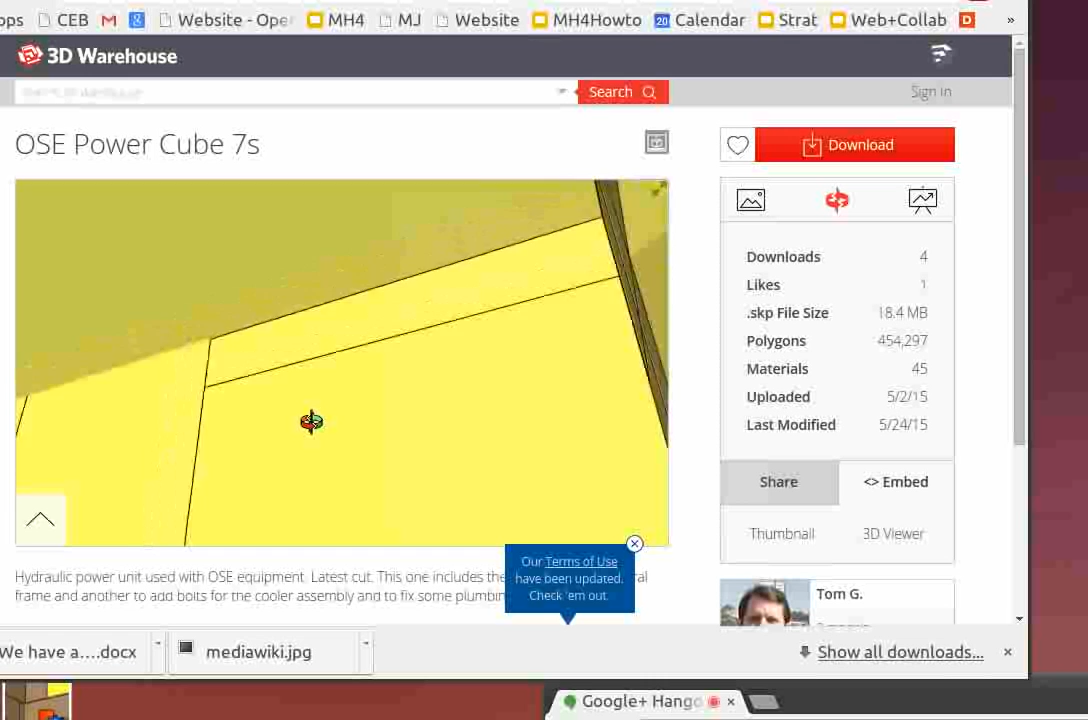 ops CEB Website - Ope MH4 MJ Website MH4Howto 20 Calendar Strat Web+Collab D »
3D Warehouse
Search Sign In
OSE Power Cube 7s
Download
Downloads 4
Likes 1
.skp File Size 18.4 MB
Polygons 454,297
Materials 45
Uploaded 5/2/15
Last Modified 5/24/15
Share <> Embed
Thumbnail 3D Viewer
Our Terms of Use
have been updated.
Check 'em out.
Hydraulic power unit used with OSE equipment. Latest cut. This one includes the
frame and another to add bolts for the cooler assembly and to fix some plumbin
Tom G.
We have a....docx mediawiki.jpg Show all downloads...
Google+ Hango